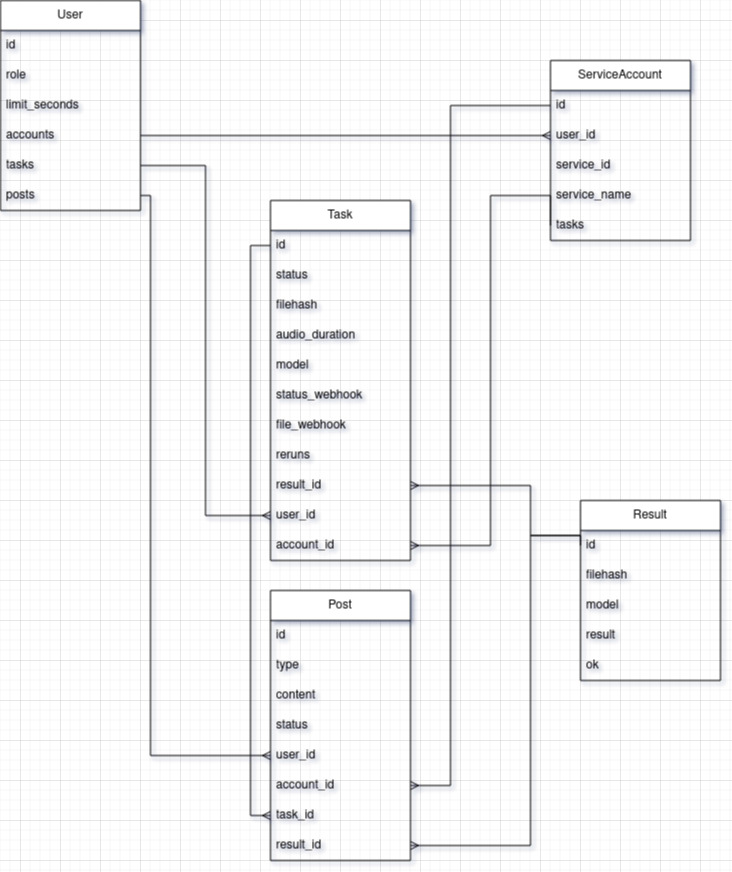 User
id
role
limit_seconds
accounts
tasks
posts
ServiceAccount
id
user_id
service_id
service_name
tasks
Task
id
status
filehash
audio_duration
model
status_webhook
file_webhook
reruns
result_id
user_id
account_id
Result
id
filehash
model
result
ok
Post
id
type
content
status
user_id
account_id
task_id
result_id